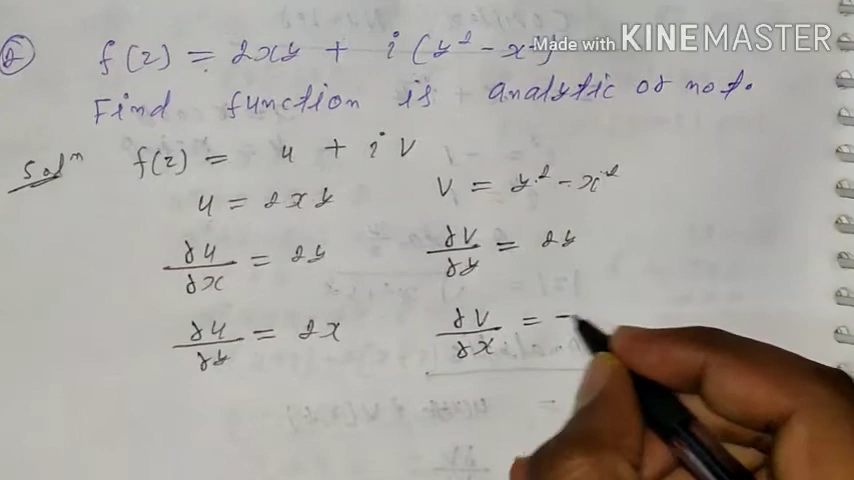 Made with KINEMASTER
Q f(z) = 2xy + i (y² - x²)
Find function is analytic or not.
Solⁿ f(z) = u + i v
u = 2xy v = y² - x²
∂u/∂x = 2y ∂v/∂y = 2y
∂u/∂y = 2x ∂v/∂x = -